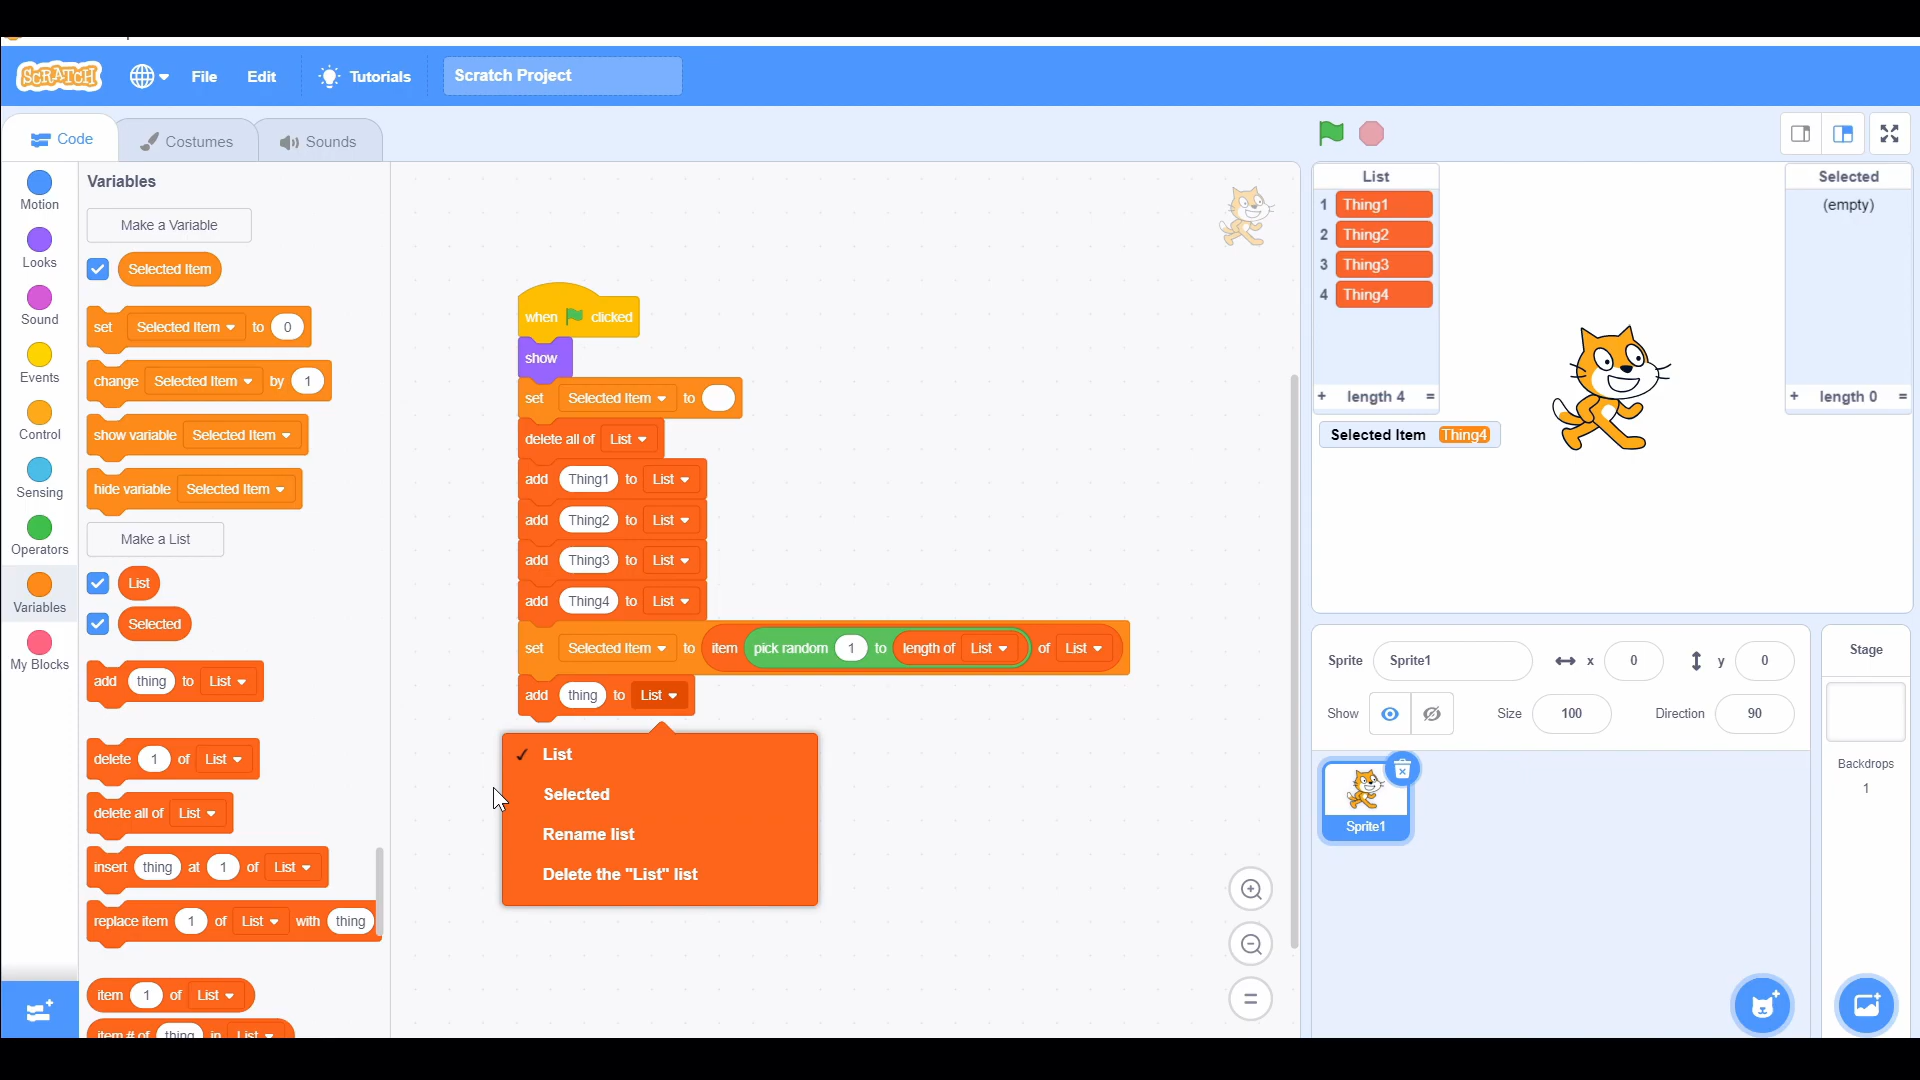 SCRATCH
File
Edit
Tutorials
Scratch Project
Code
Costumes
Sounds
Motion
Looks
Sound
Events
Control
Sensing
Operators
Variables
My Blocks
Variables
Make a Variable
Selected Item
set Selected Item to 0
change Selected Item by 1
show variable Selected Item
hide variable Selected Item
Make a List
List
Selected
add thing to List
delete 1 of List
delete all of List
insert thing at 1 of List
replace item 1 of List with thing
item 1 of List
item # of thing in List
when clicked
show
set Selected Item to
delete all of List
add Thing1 to List
add Thing2 to List
add Thing3 to List
add Thing4 to List
set Selected Item to item pick random 1 to length of List of List
add thing to List
✓ List
Selected
Rename list
Delete the "List" list
List
1 Thing1
2 Thing2
3 Thing3
4 Thing4
+ length 4 =
Selected Item Thing4
Selected
(empty)
+ length 0 =
Sprite Sprite1 x 0 y 0
Show Size 100 Direction 90
Sprite1
Stage
Backdrops
1